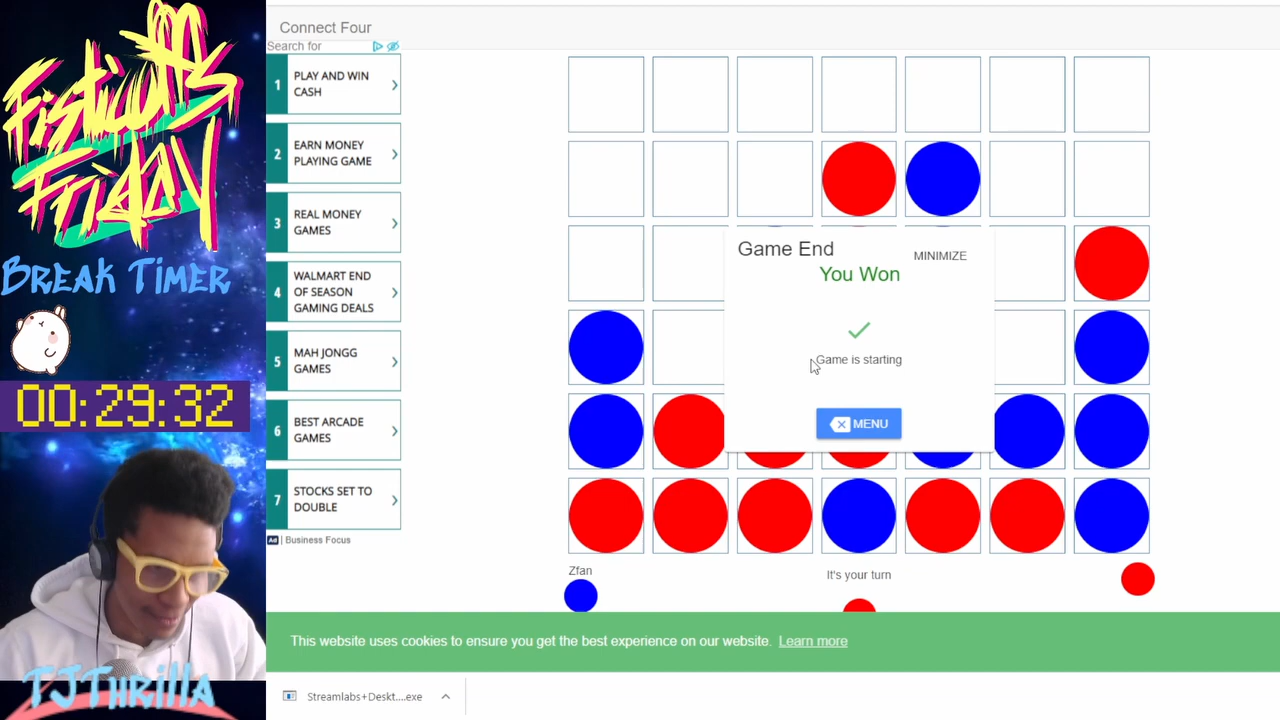 Fisticuffs
Friday
Break Timer
00:29:32
TJThrilla
Connect Four
Search for
1
PLAY AND WIN
CASH
2
EARN MONEY
PLAYING GAME
3
REAL MONEY
GAMES
4
WALMART END
OF SEASON
GAMING DEALS
5
MAH JONGG
GAMES
6
BEST ARCADE
GAMES
7
STOCKS SET TO
DOUBLE
Ad | Business Focus
Game End
MINIMIZE
You Won
Game is starting
MENU
Zfan
It's your turn
This website uses cookies to ensure you get the best experience on our website. Learn more
Streamlabs+Deskt....exe